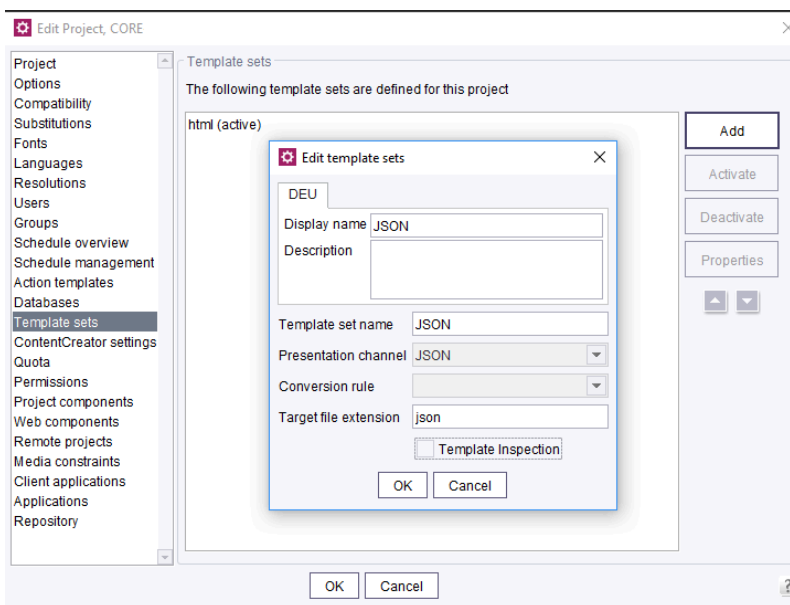 Edit Project, CORE
Project
Options
Compatibility
Substitutions
Fonts
Languages
Resolutions
Users
Groups
Schedule overview
Schedule management
Action templates
Databases
Template sets
ContentCreator settings
Quota
Permissions
Project components
Web components
Remote projects
Media constraints
Client applications
Applications
Repository
Template sets
The following template sets are defined for this project
html (active)
Add
Activate
Deactivate
Properties
Edit template sets
DEU
Display name JSON
Description
Template set name JSON
Presentation channel JSON
Conversion rule
Target file extension json
Template Inspection
OK Cancel
OK Cancel
?